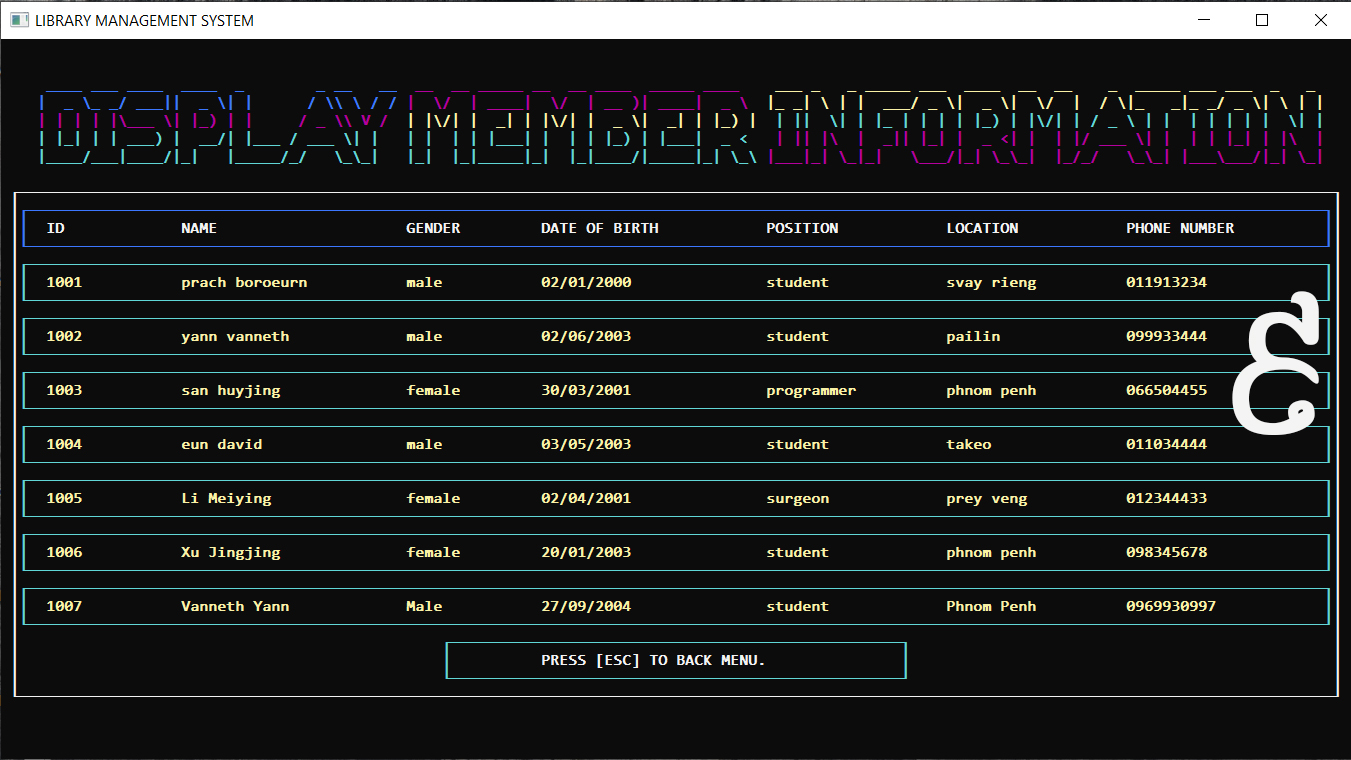 LIBRARY MANAGEMENT SYSTEM
DISPLAY MEMBER INFORMATION
ID NAME GENDER DATE OF BIRTH POSITION LOCATION PHONE NUMBER
1001 prach boroeurn male 02/01/2000 student svay rieng 011913234
1002 yann vanneth male 02/06/2003 student pailin 099933444
1003 san huyjing female 30/03/2001 programmer phnom penh 066504455
1004 eun david male 03/05/2003 student takeo 011034444
1005 Li Meiying female 02/04/2001 surgeon prey veng 012344433
1006 Xu Jingjing female 20/01/2003 student phnom penh 098345678
1007 Vanneth Yann Male 27/09/2004 student Phnom Penh 0969930997
PRESS [ESC] TO BACK MENU.